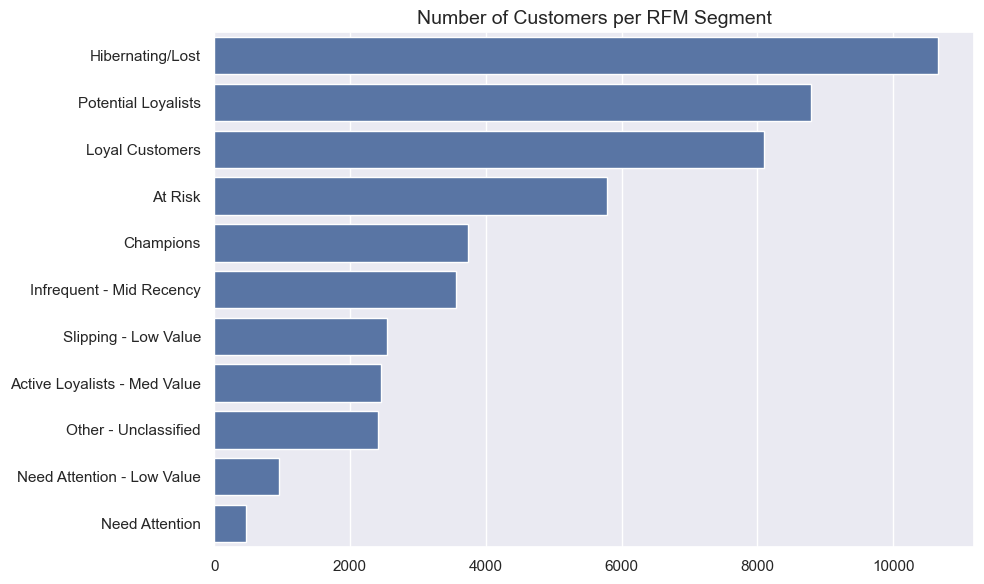 Number of Customers per RFM Segment
Hibernating/Lost
Potential Loyalists
Loyal Customers
At Risk
Champions
Infrequent - Mid Recency
Slipping - Low Value
Active Loyalists - Med Value
Other - Unclassified
Need Attention - Low Value
Need Attention
0 2000 4000 6000 8000 10000